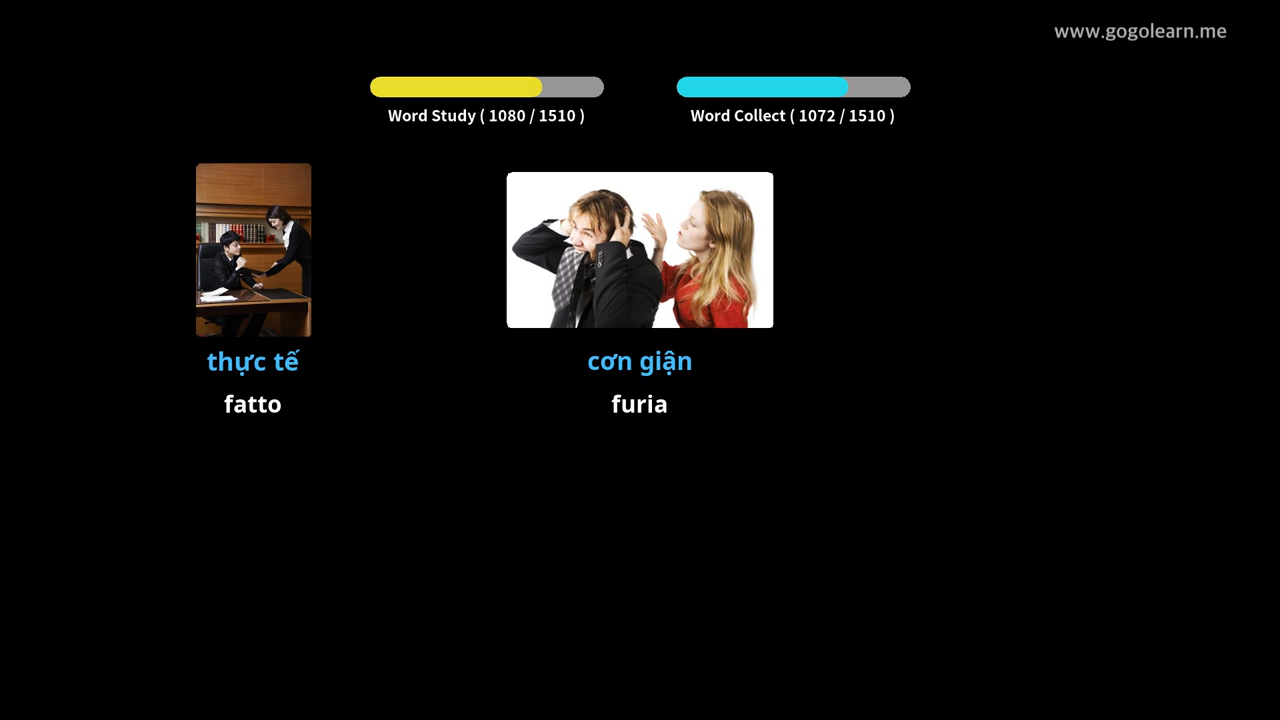 www.gogolearn.me
Word Study ( 1080 / 1510 )
Word Collect ( 1072 / 1510 )
thực tế
fatto
cơn giận
furia